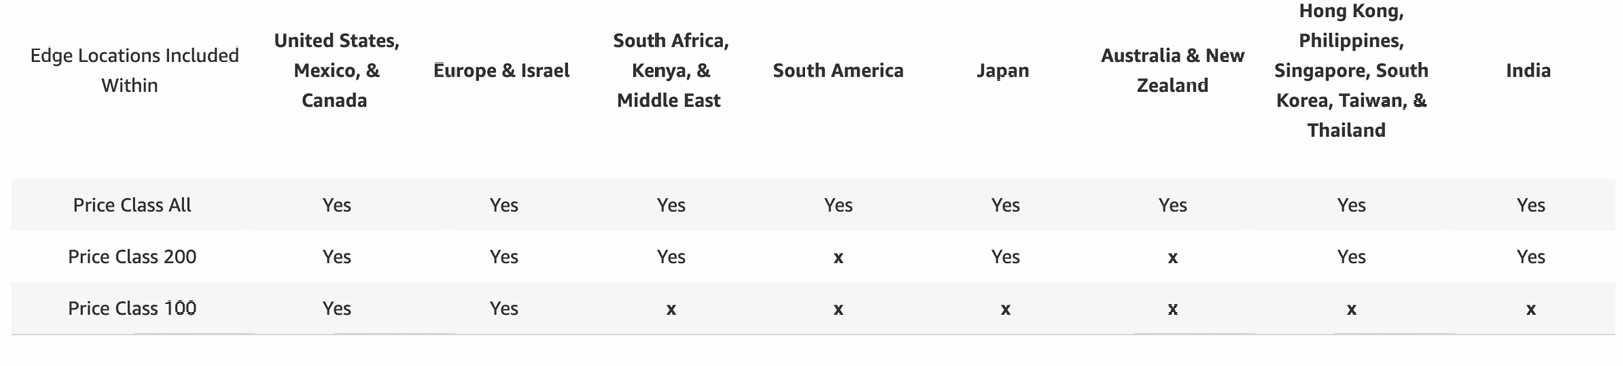 Edge Locations Included
Within
United States,
Mexico, &
Canada
Europe & Israel
South Africa,
Kenya, &
Middle East
South America
Japan
Australia & New
Zealand
Hong Kong,
Philippines,
Singapore, South
Korea, Taiwan, &
Thailand
India
Price Class All Yes Yes Yes Yes Yes Yes Yes Yes
Price Class 200 Yes Yes Yes x Yes x Yes Yes
Price Class 100 Yes Yes x x x x x x